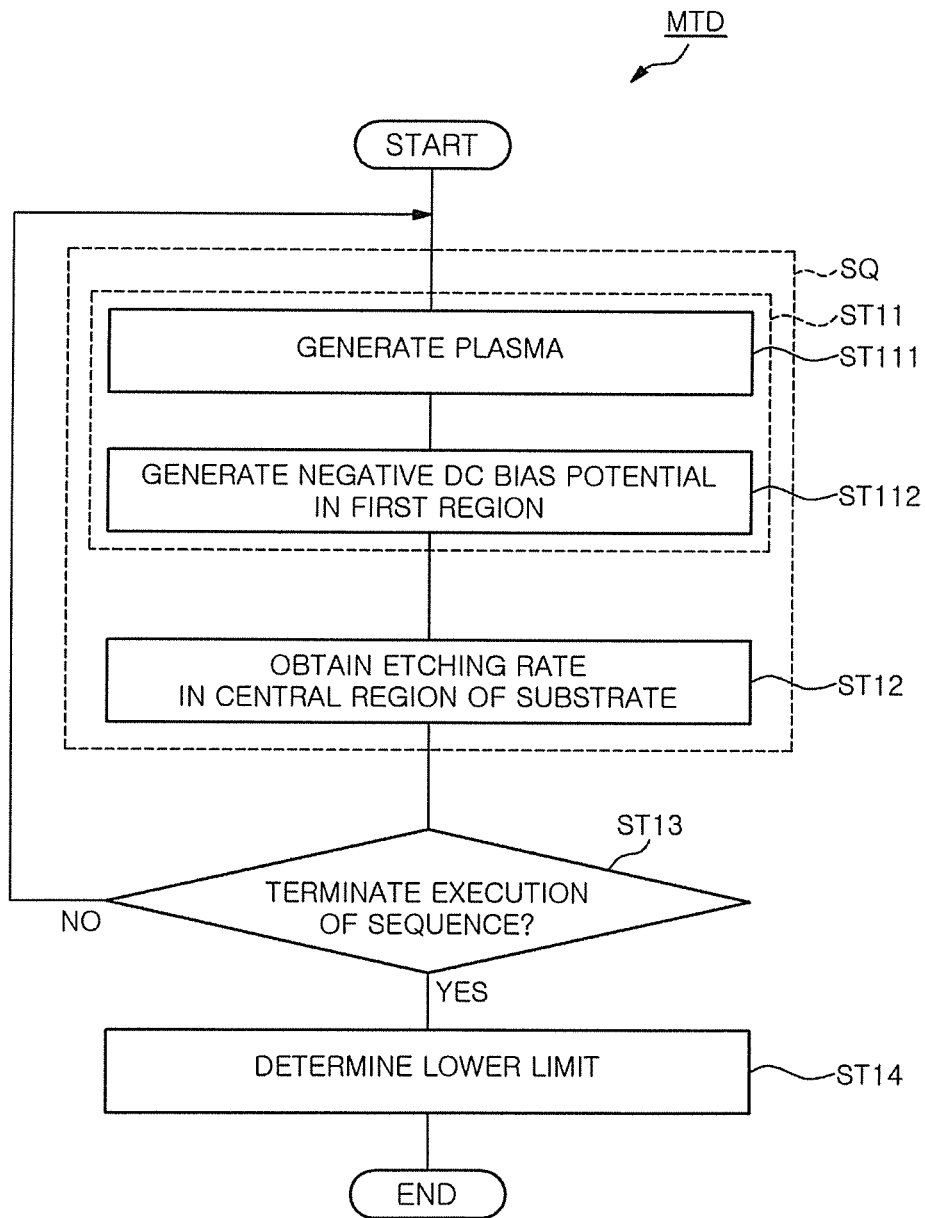 MTD
START
SQ
ST11
GENERATE PLASMA
ST111
GENERATE NEGATIVE DC BIAS POTENTIAL
IN FIRST REGION
ST112
OBTAIN ETCHING RATE
IN CENTRAL REGION OF SUBSTRATE
ST12
ST13
TERMINATE EXECUTION
OF SEQUENCE?
NO
YES
DETERMINE LOWER LIMIT
ST14
END